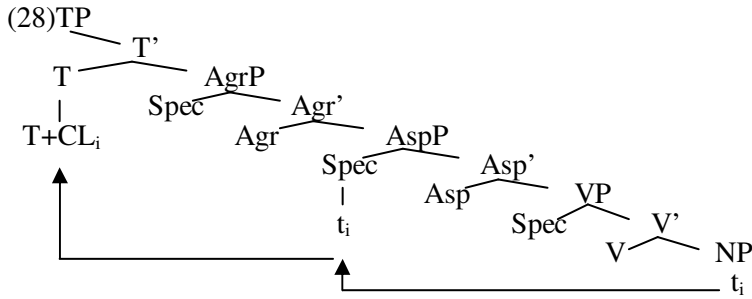 (28)TP
T'
T AgrP
Spec Agr'
T+CLi Agr AspP
Spec Asp'
Asp VP
ti Spec V'
V NP
ti